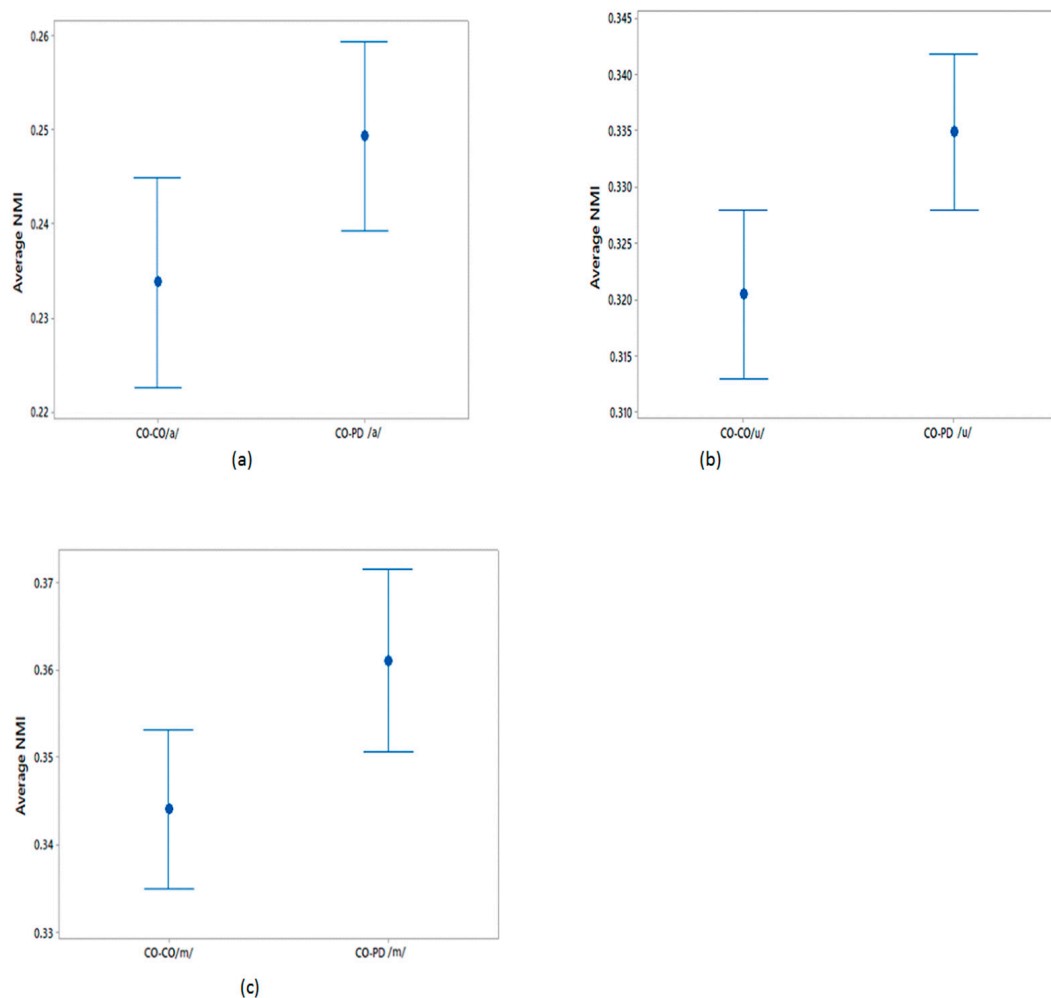 0.26
0.25
0.24
0.23
0.22
Average NMI
CO-CO/a/ CO-PD /a/
(a)
0.345
0.340
0.335
0.330
0.325
0.320
0.315
0.310
Average NMI
CO-CO/u/ CO-PD /u/
(b)
0.37
0.36
0.35
0.34
0.33
Average NMI
CO-CO/m/ CO-PD /m/
(c)